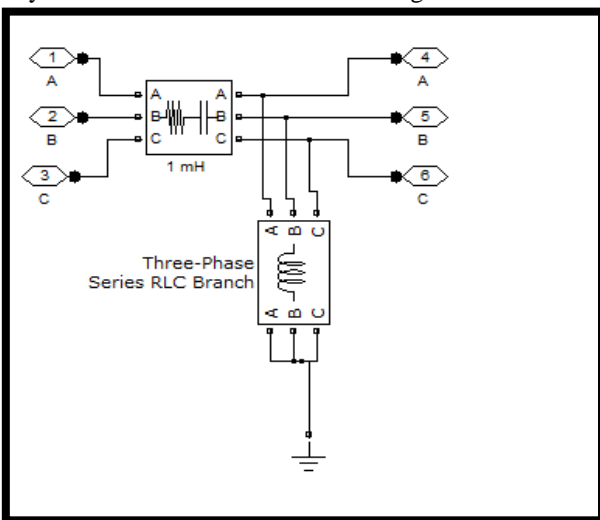 1
A
2
B
3
C
A A
B B
C C
1 mH
4
A
5
B
6
C
A B C
Three-Phase
Series RLC Branch
A B C